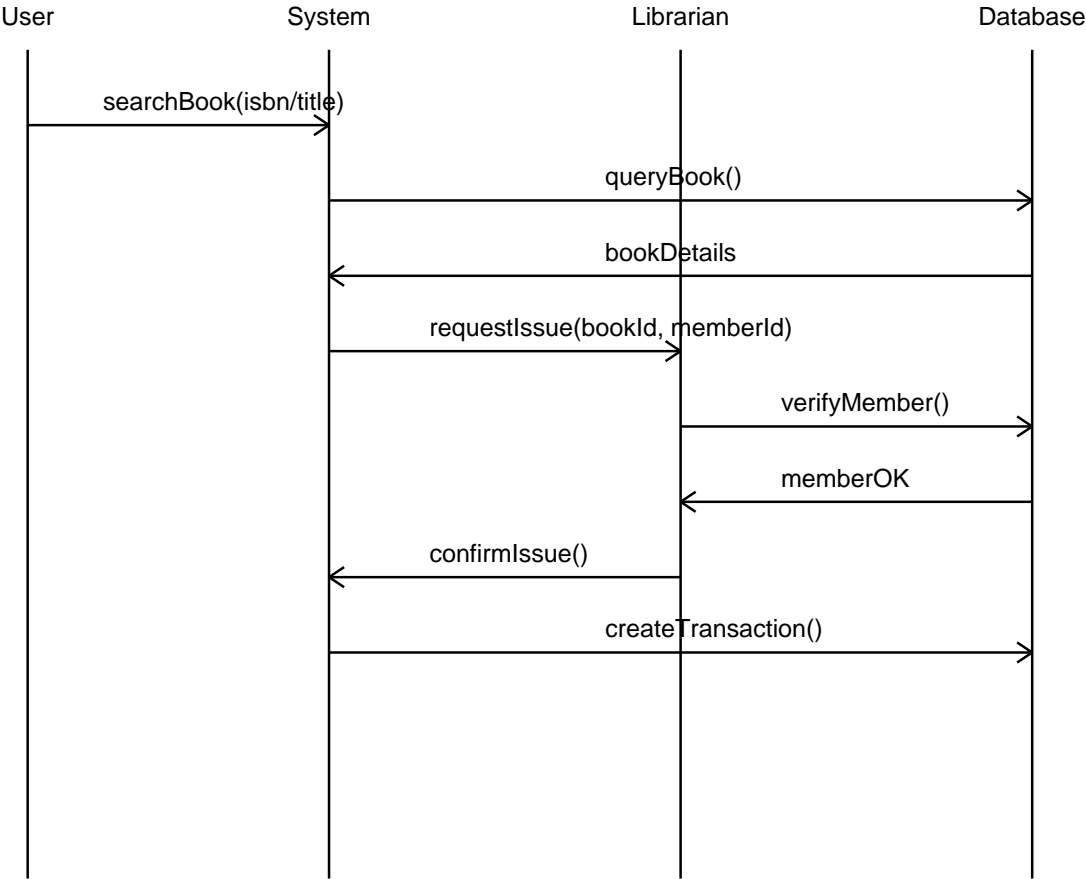 User System Librarian Database
searchBook(isbn/title)
queryBook()
bookDetails
requestIssue(bookId, memberId)
verifyMember()
memberOK
confirmIssue()
createTransaction()